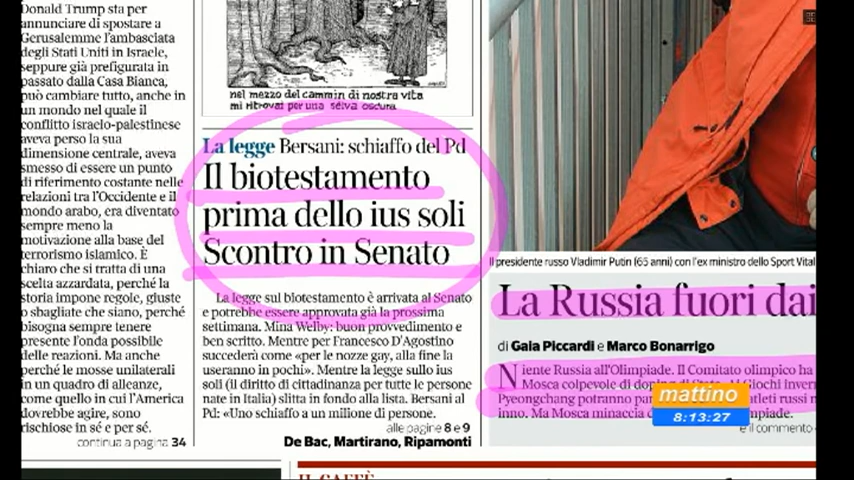 Donald Trump sta per
annunciare di spostare a
Gerusalemme l'ambasciata
degli Stati Uniti in Israele,
seppure già prefigurata in
passato dalla Casa Bianca,
può cambiare tutto, anche in
un mondo nel quale il
conflitto israelo-palestinese
aveva perso la sua
dimensione centrale, aveva
smesso di essere un punto
di riferimento costante nelle
relazioni tra l'Occidente e il
mondo arabo, era diventato
sempre meno la
motivazione alla base del
terrorismo islamico. È
chiaro che si tratta di una
scelta azzardata, perché la
storia impone regole, giuste
o sbagliate che siano, perché
bisogna sempre tenere
presente l'onda possibile
delle reazioni. Ma anche
perché le mosse unilaterali
in un quadro di alleanze,
come quello in cui l'America
dovrebbe agire, sono
rischiose in sé e per sé.
continua a pagina 34
nel mezzo del cammin di nostra vita
mi ritrovai per una selva oscura
La legge Bersani: schiaffo del Pd
Il biotestamento
prima dello ius soli
Scontro in Senato
La legge sul biotestamento è arrivata al Senato
e potrebbe essere approvata già la prossima
settimana. Mina Welby: buon provvedimento e
ben scritto. Mentre per Francesco D'Agostino
succederà come «per le nozze gay, alla fine la
useranno in pochi». Mentre la legge sullo ius
soli (il diritto di cittadinanza per tutte le persone
nate in Italia) slitta in fondo alla lista. Bersani al
Pd: «Uno schiaffo a un milione di persone.
alle pagine 8 e 9
De Bac, Martirano, Ripamonti
IL CAFFÈ
Il presidente russo Vladimir Putin (65 anni) con l'ex ministro dello Sport Vital
La Russia fuori dai
di Gaia Piccardi e Marco Bonarrigo
Niente Russia all'Olimpiade. Il Comitato olimpico ha
Mosca colpevole di doping di Stato. Ai Giochi inver
Pyeongchang potranno par atleti russi
inno. Ma Mosca minaccia
e il commento
mattino
8:13:27